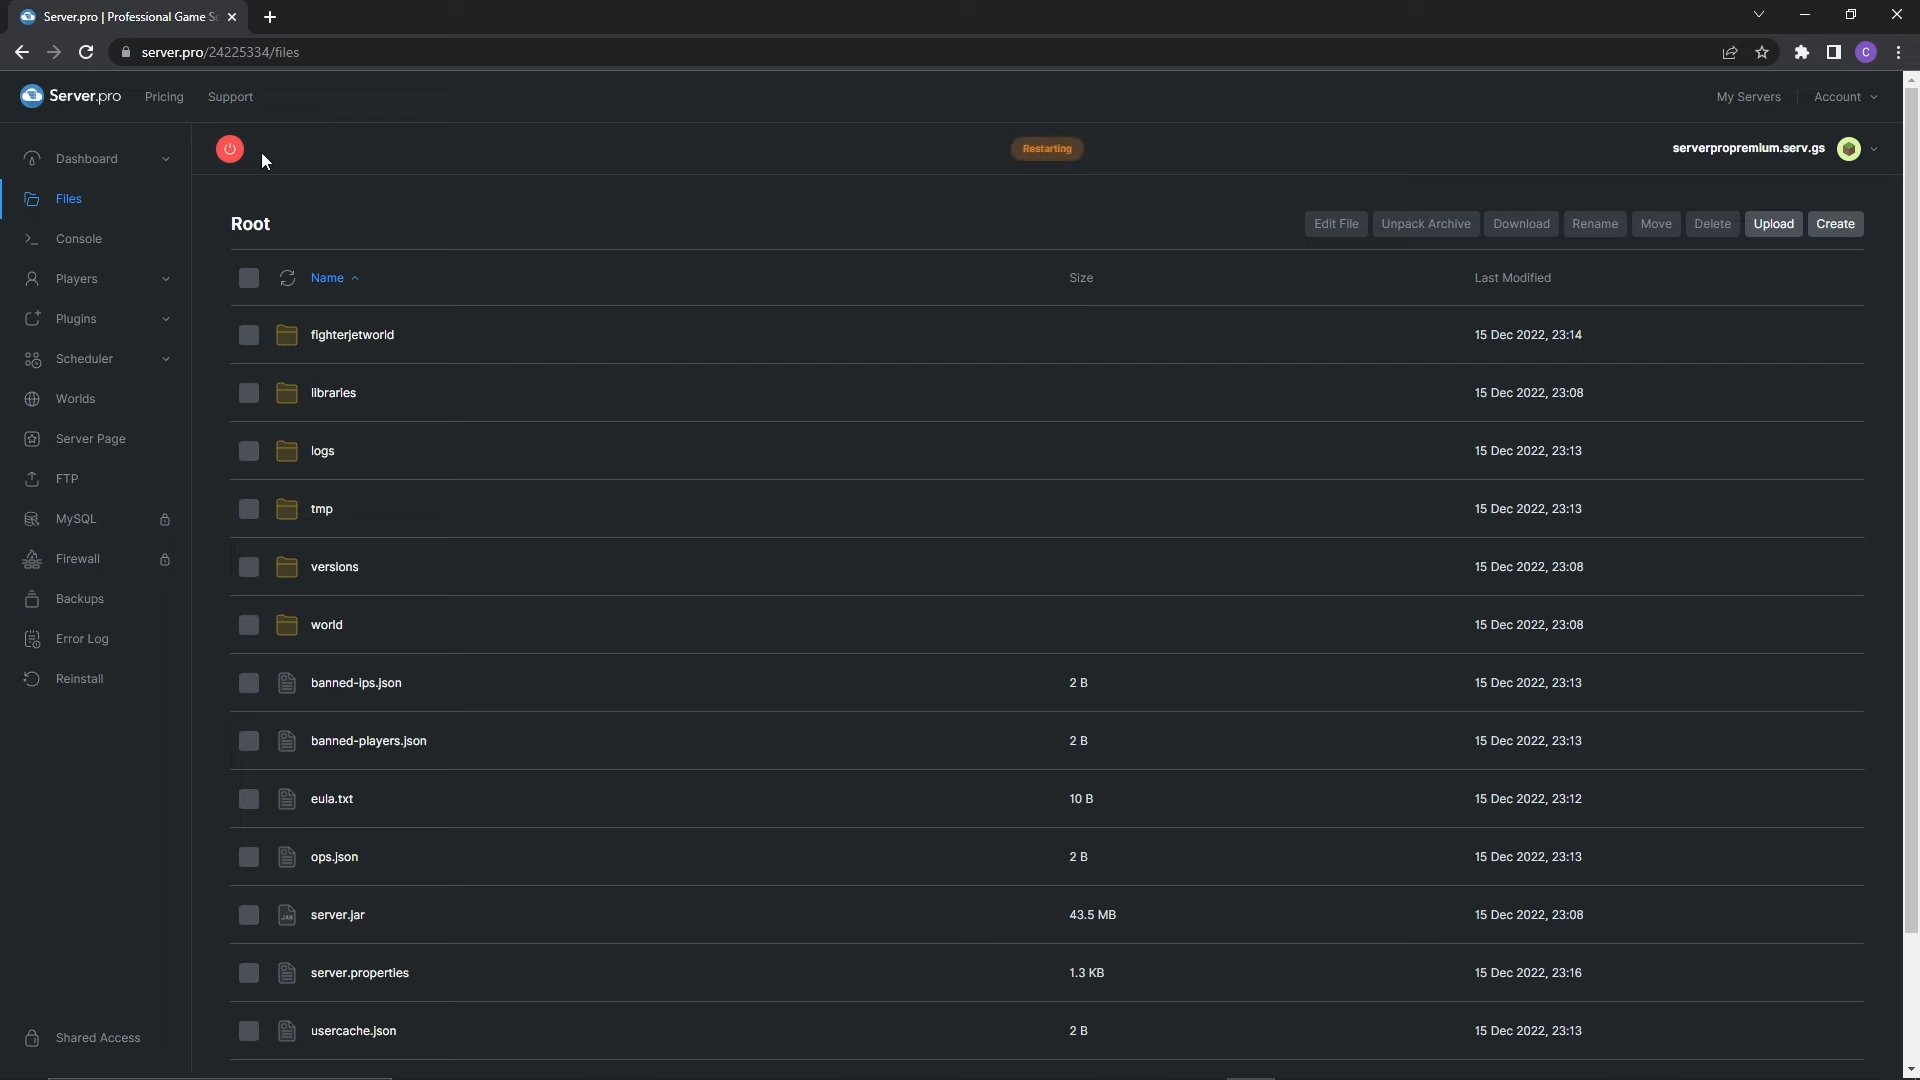 Server.pro | Professional Game Se
server.pro/24225334/files
C
Server.pro
Pricing
Support
My Servers
Account
Restarting
serverpropremium.serv.gs
Dashboard
Files
Console
Players
Plugins
Scheduler
Worlds
Server Page
FTP
MySQL
Firewall
Backups
Error Log
Reinstall
Shared Access
Root
Edit File
Unpack Archive
Download
Rename
Move
Delete
Upload
Create
Name
Size
Last Modified
fighterjetworld 15 Dec 2022, 23:14
libraries 15 Dec 2022, 23:08
logs 15 Dec 2022, 23:13
tmp 15 Dec 2022, 23:13
versions 15 Dec 2022, 23:08
world 15 Dec 2022, 23:08
banned-ips.json 2 B 15 Dec 2022, 23:13
banned-players.json 2 B 15 Dec 2022, 23:13
eula.txt 10 B 15 Dec 2022, 23:12
ops.json 2 B 15 Dec 2022, 23:13
JAR server.jar 43.5 MB 15 Dec 2022, 23:08
server.properties 1.3 KB 15 Dec 2022, 23:16
usercache.json 2 B 15 Dec 2022, 23:13